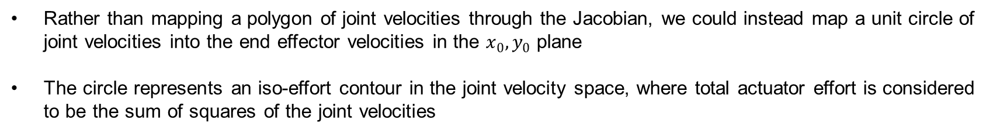 • Rather than mapping a polygon of joint velocities through the Jacobian, we could instead map a unit circle of
joint velocities into the end effector velocities in the x₀, y₀ plane
• The circle represents an iso-effort contour in the joint velocity space, where total actuator effort is considered
to be the sum of squares of the joint velocities